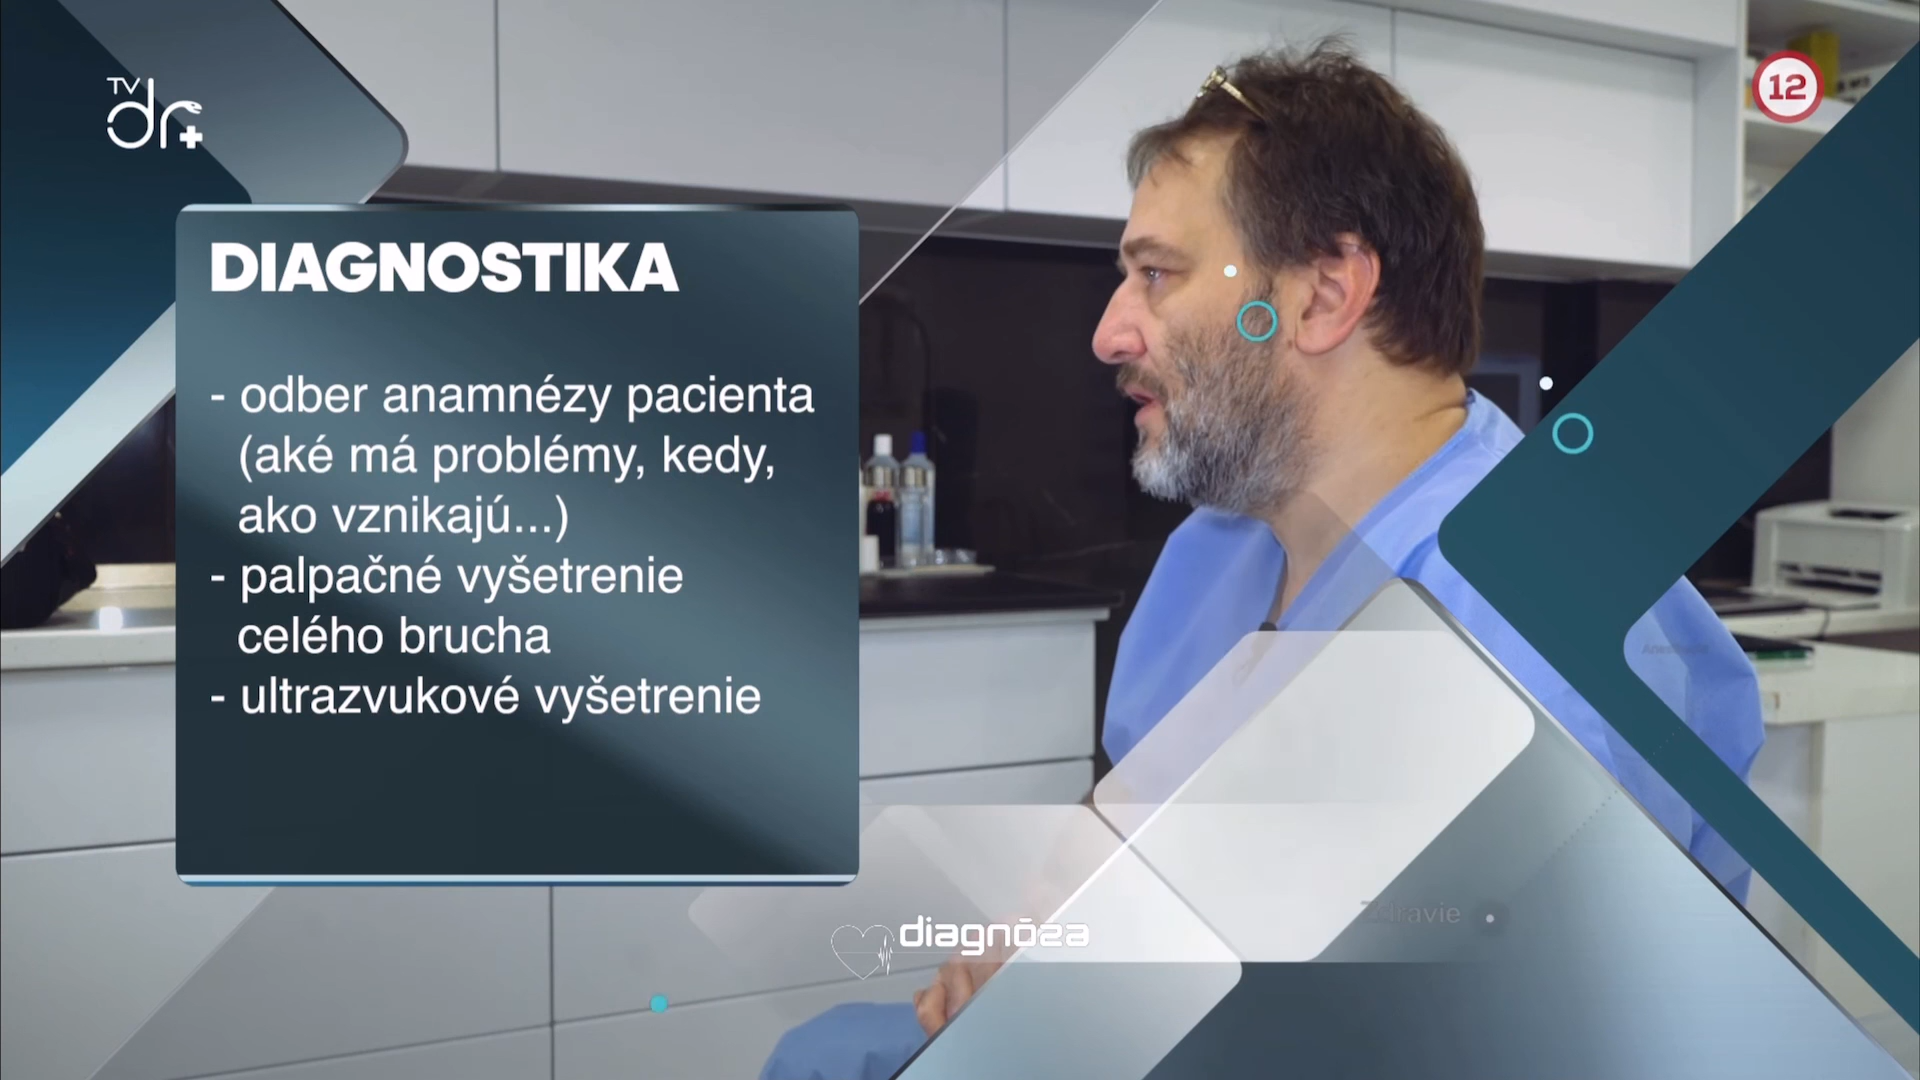 TV
dr
12
DIAGNOSTIKA
- odber anamnézy pacienta
(aké má problémy, kedy,
ako vznikajú...)
- palpačné vyšetrenie
celého brucha
- ultrazvukové vyšetrenie
Zdravie
diagnōza